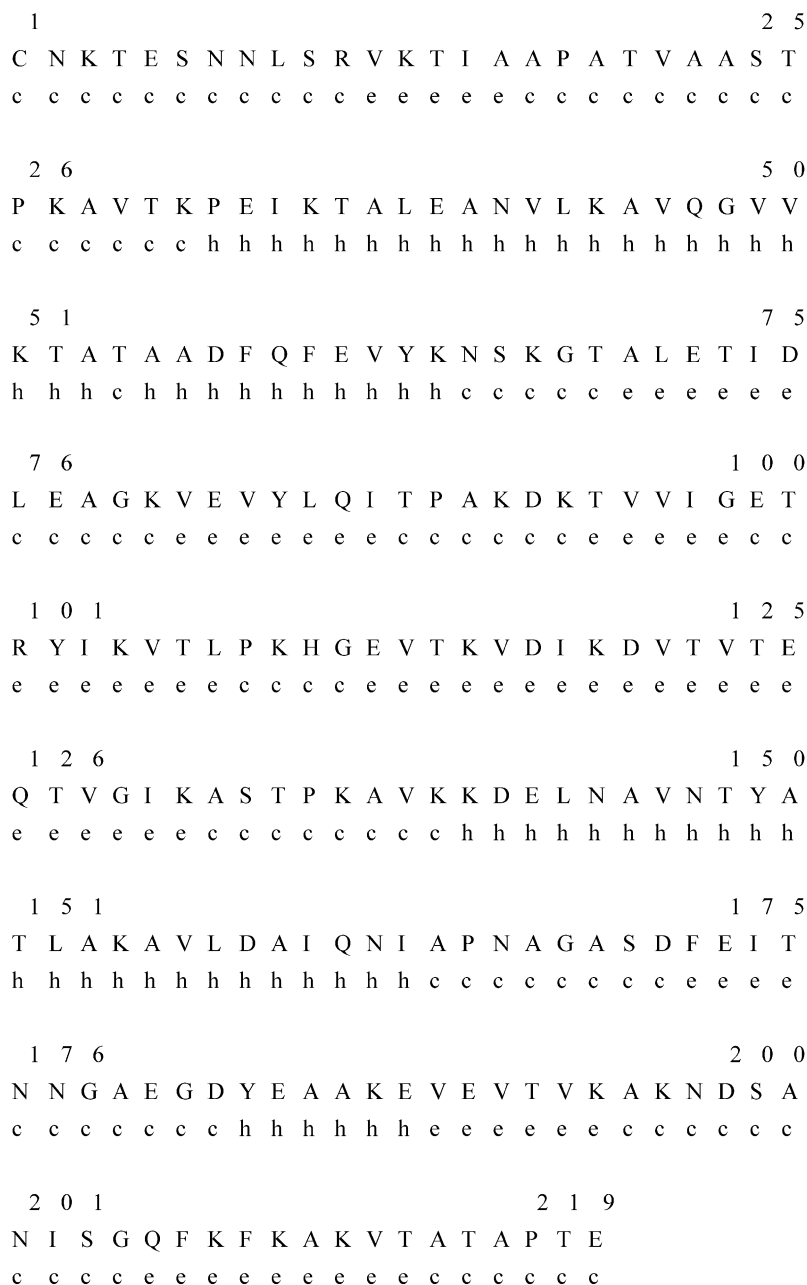 1 2 5
C N K T E S N N L S R V K T I A A P A T V A A S T
c c c c c c c c c c c e e e e e c c c c c c c c c
2 6 5 0
P K A V T K P E I K T A L E A N V L K A V Q G V V
c c c c c c h h h h h h h h h h h h h h h h h h h
5 1 7 5
K T A T A A D F Q F E V Y K N S K G T A L E T I D
h h h c h h h h h h h h h h c c c c c e e e e e e
7 6 1 0 0
L E A G K V E V Y L Q I T P A K D K T V V I G E T
c c c c c e e e e e e e c c c c c c e e e e e c c
1 0 1 1 2 5
R Y I K V T L P K H G E V T K V D I K D V T V T E
e e e e e e e c c c c e e e e e e e e e e e e e e
1 2 6 1 5 0
Q T V G I K A S T P K A V K K D E L N A V N T Y A
e e e e e e c c c c c c c c h h h h h h h h h h h
1 5 1 1 7 5
T L A K A V L D A I Q N I A P N A G A S D F E I T
h h h h h h h h h h h h h c c c c c c c c e e e e
1 7 6 2 0 0
N N G A E G D Y E A A K E V E V T V K A K N D S A
c c c c c c c h h h h h h e e e e e e c c c c c c
2 0 1 2 1 9
N I S G Q F K F K A K V T A T A P T E
c c c c e e e e e e e e e c c c c c c